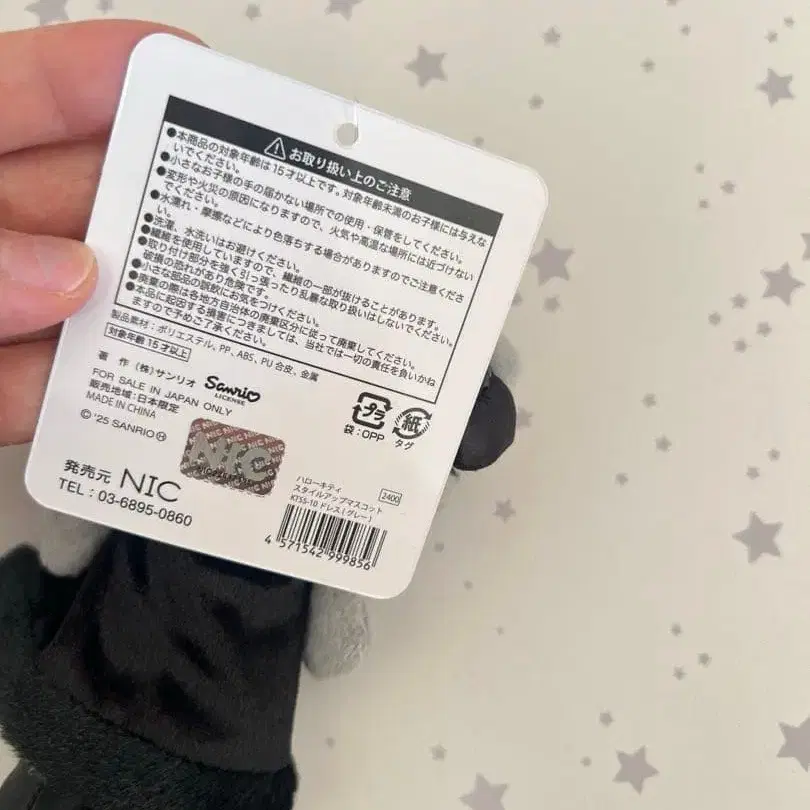 ⚠お取り扱い上のご注意
●本商品の対象年齢は15才以上です。対象年齢未満のお子様には与えな
いでください。
●小さなお子様の手の届かない場所での使用・保管をしてください。
●変形や火災の原因になりますので、火気や高温な場所には近づけない
でください。
●水濡れ・摩擦などにより色落ちする場合がありますのでご注意くださ
い。
●洗濯、水洗いはお避けください。
●繊維を使用していますので、繊維の一部が抜けることがあります。
●取り付け部分を強く引っ張ったり乱暴な取り扱いはしないでください。
破損の恐れがあり危険です。
●小さな部品の誤飲にお気をつけください。
●廃棄の際は各地方自治体の廃棄区分に従って廃棄してください。
●本品に起因する損害につきましては、当社では一切の責任を負いかね
ますので予めご了承ください。
製品素材：ポリエステル、PP、ABS、PU合皮、金属
対象年齢15才以上
著 作 (株)サンリオ Sanrio LICENSE
FOR SALE IN JAPAN ONLY
販売地域：日本限定
MADE IN CHINA
© '25 SANRIO Ⓗ
プラ
袋：OPP
紙
タグ
NIC
発売元 NIC
TEL：03-6895-0860
ハローキティ
スタイルアップマスコット 2400
KTSS-10 ドレス(グレー)
4 571542 999856